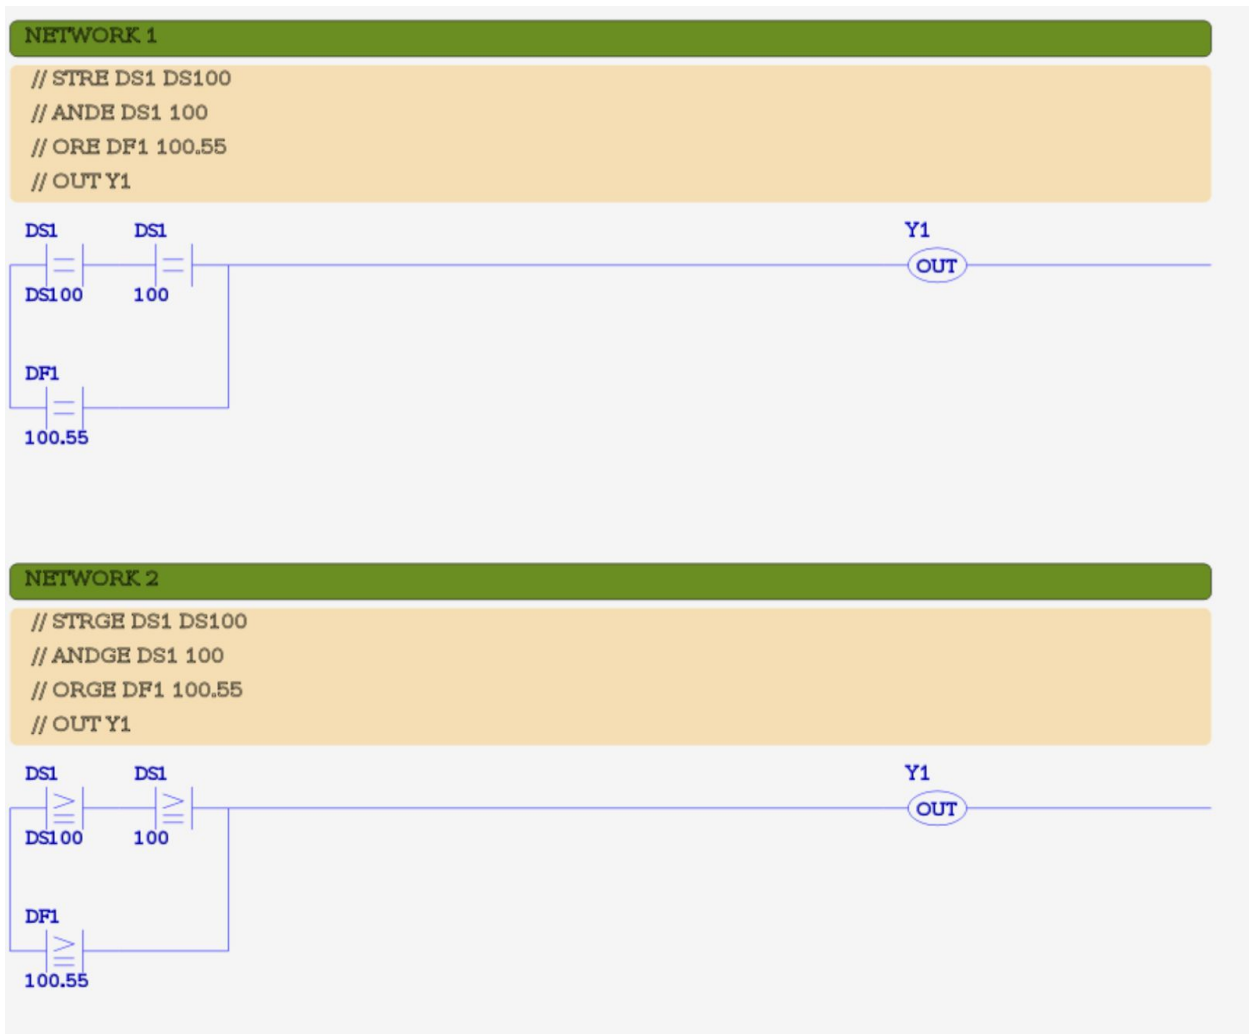 NETWORK 1
// STRE DS1 DS100
// ANDE DS1 100
// ORE DF1 100.55
// OUT Y1
DS1 DS1 Y1
= = OUT
DS100 100
DF1
=
100.55
NETWORK 2
// STRGE DS1 DS100
// ANDGE DS1 100
// ORGE DF1 100.55
// OUT Y1
DS1 DS1 Y1
≥ ≥ OUT
DS100 100
DF1
≥
100.55